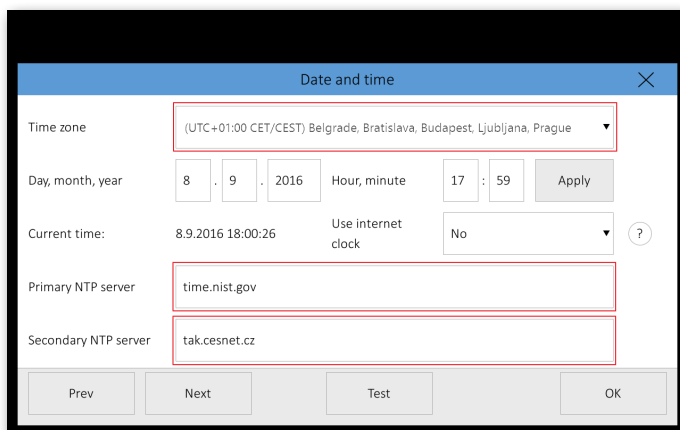 Date and time
Time zone (UTC+01:00 CET/CEST) Belgrade, Bratislava, Budapest, Ljubljana, Prague
Day, month, year 8 . 9 . 2016 Hour, minute 17 : 59 Apply
Current time: 8.9.2016 18:00:26 Use internet clock No ?
Primary NTP server time.nist.gov
Secondary NTP server tak.cesnet.cz
Prev Next Test OK